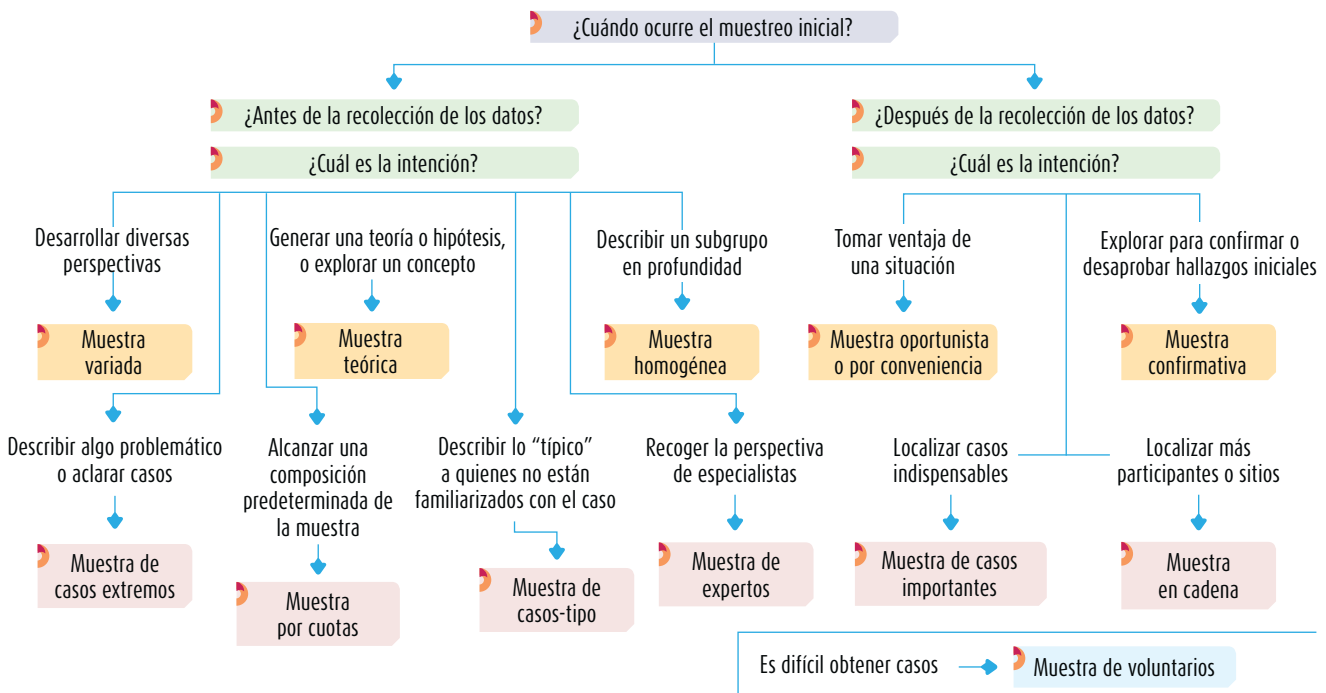 ¿Cuándo ocurre el muestreo inicial?
¿Antes de la recolección de los datos?
¿Cuál es la intención?
¿Después de la recolección de los datos?
¿Cuál es la intención?
Desarrollar diversas
perspectivas
Muestra
variada
Generar una teoría o hipótesis,
o explorar un concepto
Muestra
teórica
Describir un subgrupo
en profundidad
Muestra
homogénea
Tomar ventaja de
una situación
Muestra oportunista
o por conveniencia
Explorar para confirmar o
desaprobar hallazgos iniciales
Muestra
confirmativa
Describir algo problemático
o aclarar casos
Muestra de
casos extremos
Alcanzar una
composición
predeterminada de
la muestra
Muestra
por cuotas
Describir lo “típico”
a quienes no están
familiarizados con el caso
Muestra de
casos-tipo
Recoger la perspectiva
de especialistas
Muestra de
expertos
Localizar casos
indispensables
Muestra de casos
importantes
Localizar más
participantes o sitios
Muestra
en cadena
Es difícil obtener casos
Muestra de voluntarios